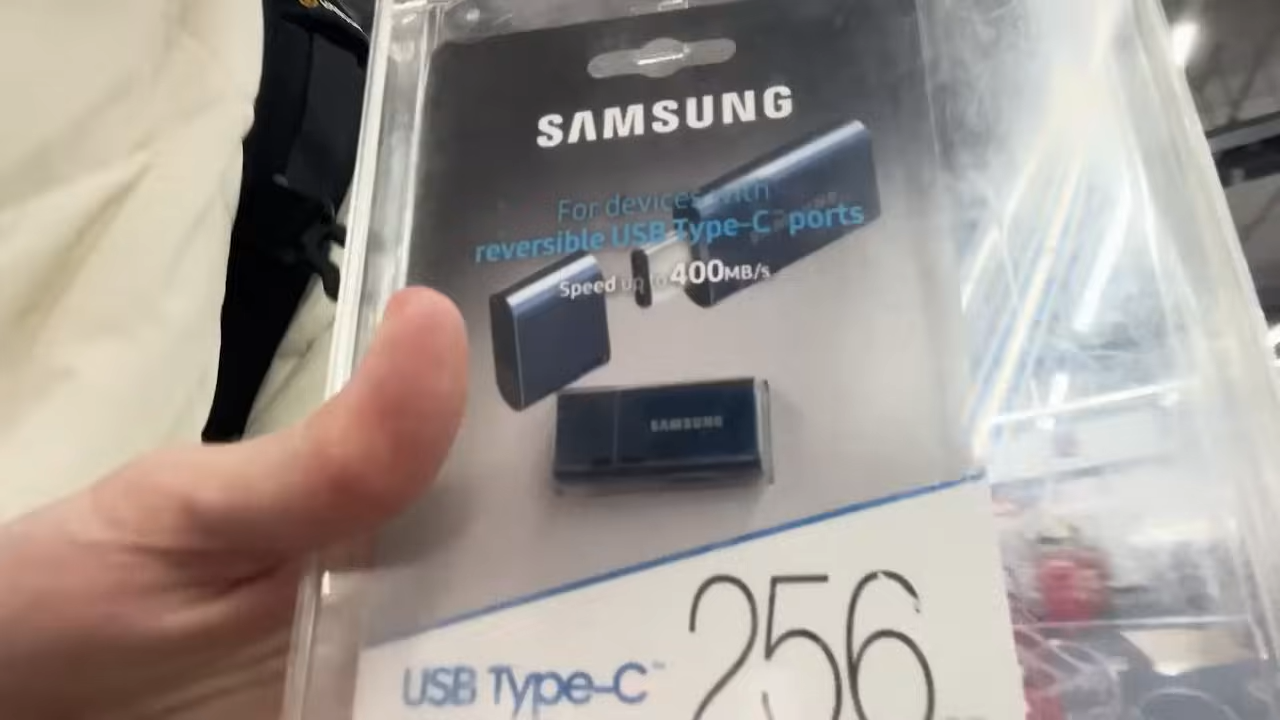 SAMSUNG
For devices with
reversible USB Type-C ports
Speed up to 400MB/s
SAMSUNG
USB Type-C™
256